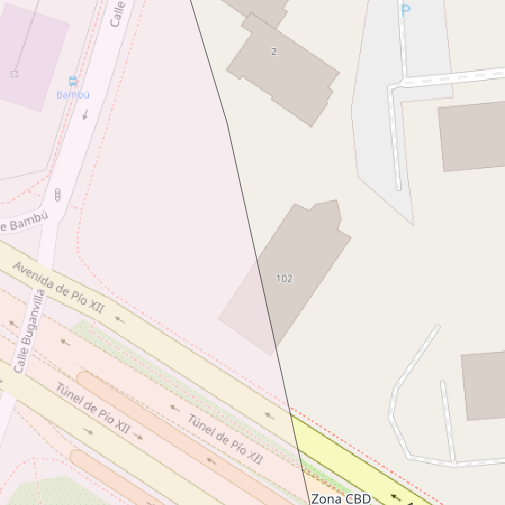 Calle
P
2
Bambú
e Bambú
Avenida de Pío XII
102
Calle Buganvilla
Túnel de Pío XII
Túnel de Pío XII
Zona CBD